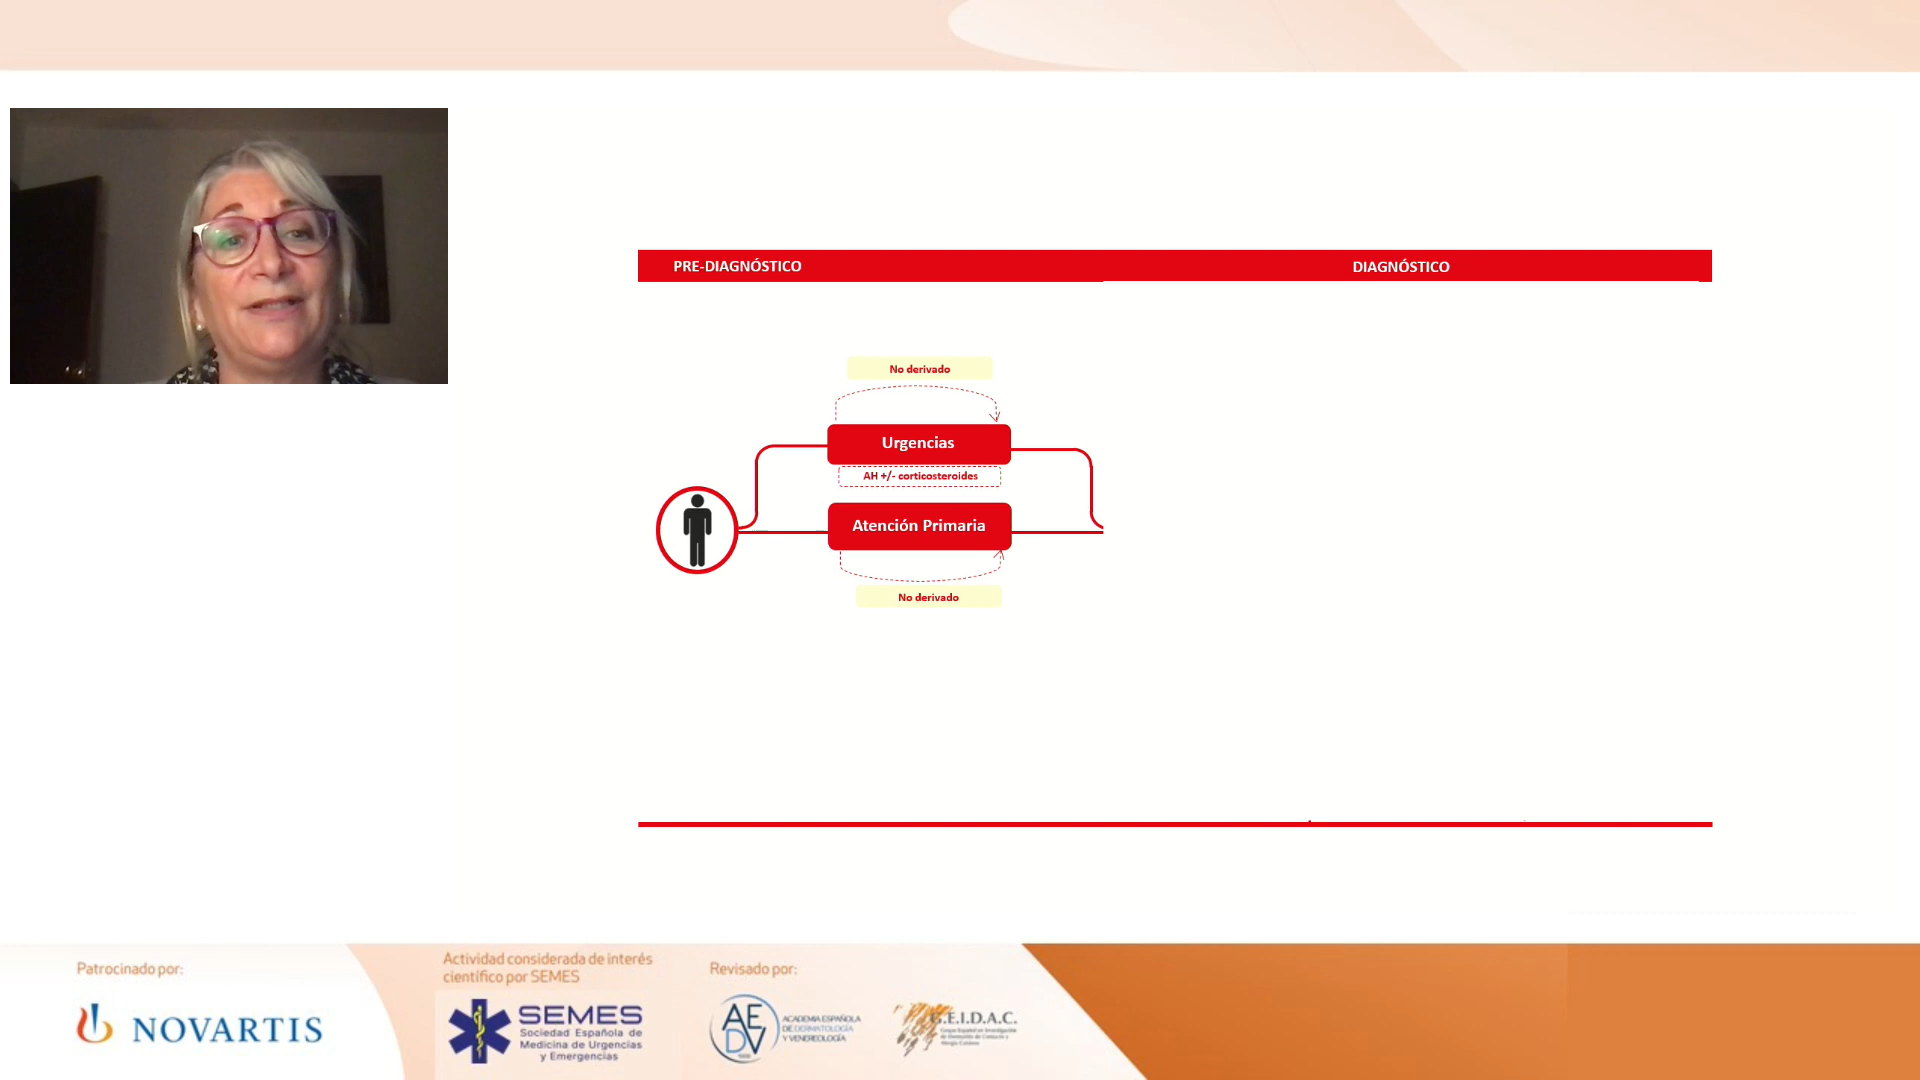 PRE-DIAGNÓSTICO
DIAGNÓSTICO
No derivado
Urgencias
AH +/- corticosteroides
Atención Primaria
No derivado
Patrocinado por:
NOVARTIS
Actividad considerada de interés
científico por SEMES
SEMES
Sociedad Española de
Medicina de Urgencias
y Emergencias
Revisado por:
AEDV
ACADEMIA ESPAÑOLA
DE DERMATOLOGÍA
Y VENEREOLOGÍA
G.E.I.D.A.C.